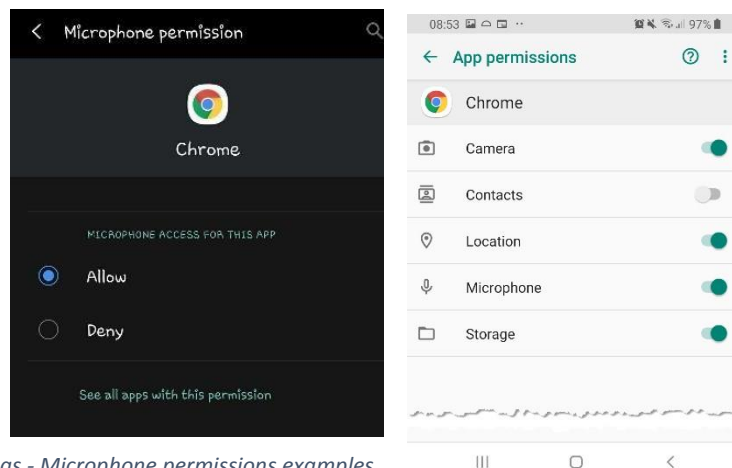 Microphone permission
Chrome
MICROPHONE ACCESS FOR THIS APP
Allow
Deny
See all apps with this permission
08:53
97%
App permissions
Chrome
Camera
Contacts
Location
Microphone
Storage
as - Microphone permissions examples